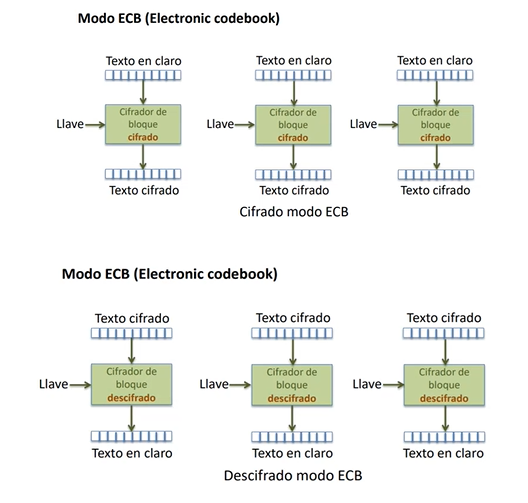 Modo ECB (Electronic codebook)
Texto en claro Texto en claro Texto en claro
Llave Cifrador de bloque cifrado Llave Cifrador de bloque cifrado Llave Cifrador de bloque cifrado
Texto cifrado Texto cifrado Texto cifrado
Cifrado modo ECB
Modo ECB (Electronic codebook)
Texto cifrado Texto cifrado Texto cifrado
Llave Cifrador de bloque descifrado Llave Cifrador de bloque descifrado Llave Cifrador de bloque descifrado
Texto en claro Texto en claro Texto en claro
Descifrado modo ECB